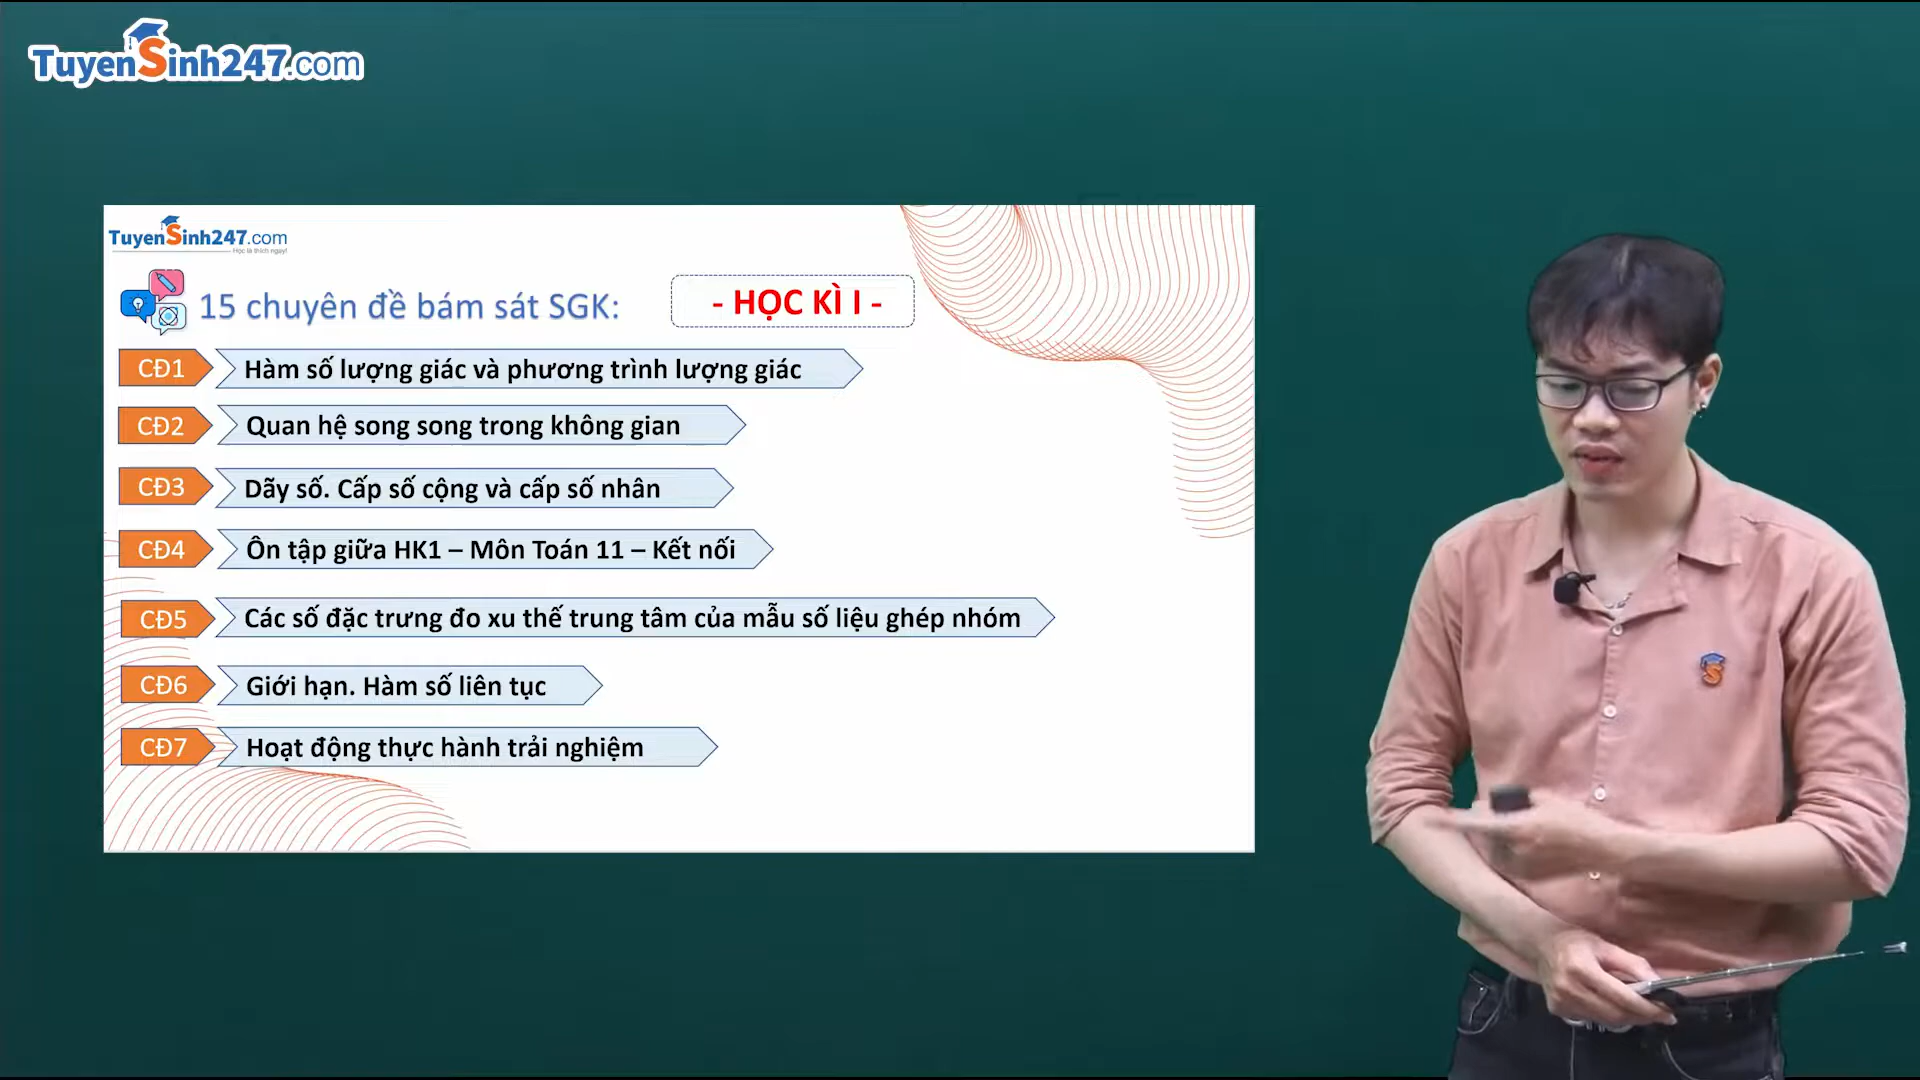 TuyenSinh247.com
TuyenSinh247.com
Học là thích ngay!
15 chuyên đề bám sát SGK:
- HỌC KÌ I -
CĐ1 Hàm số lượng giác và phương trình lượng giác
CĐ2 Quan hệ song song trong không gian
CĐ3 Dãy số. Cấp số cộng và cấp số nhân
CĐ4 Ôn tập giữa HK1 – Môn Toán 11 – Kết nối
CĐ5 Các số đặc trưng đo xu thế trung tâm của mẫu số liệu ghép nhóm
CĐ6 Giới hạn. Hàm số liên tục
CĐ7 Hoạt động thực hành trải nghiệm